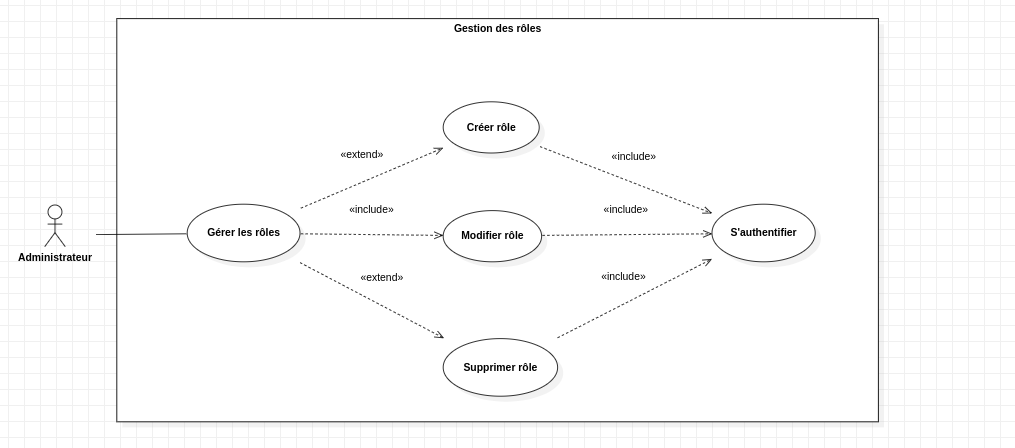 Gestion des rôles
Créer rôle
«extend»
«include»
«include»
«include»
Gérer les rôles
Modifier rôle
S'authentifier
Administrateur
«extend»
«include»
Supprimer rôle